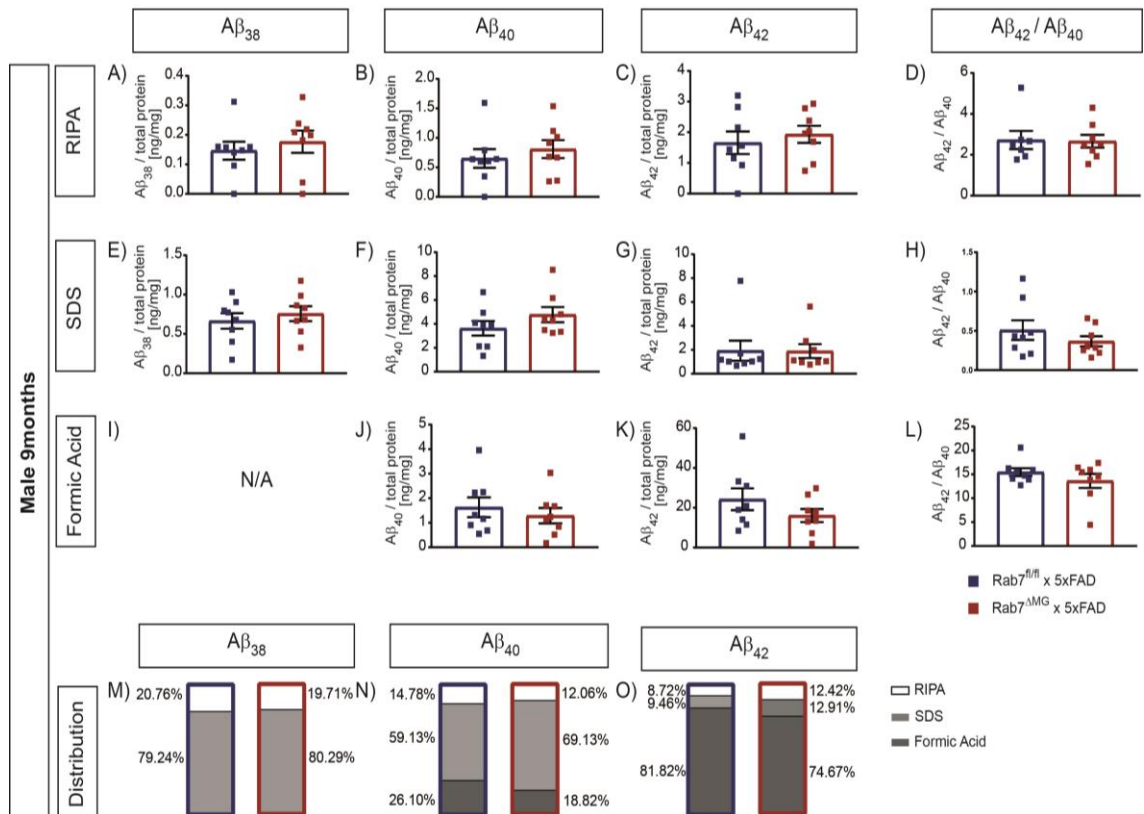 Aβ38
Aβ40
Aβ42
Aβ42 / Aβ40
Male 9months
RIPA
A)
Aβ38 / total protein
[ng/mg]
0.4
0.3
0.2
0.1
0.0
B)
Aβ40 / total protein
[ng/mg]
2.0
1.5
1.0
0.5
0.0
C)
Aβ42 / total protein
[ng/mg]
4
3
2
1
0
D)
Aβ42 / Aβ40
6
4
2
0
SDS
E)
Aβ38 / total protein
[ng/mg]
1.5
1.0
0.5
0.0
F)
Aβ40 / total protein
[ng/mg]
10
8
6
4
2
0
G)
Aβ42 / total protein
[ng/mg]
10
8
6
4
2
0
H)
Aβ42 / Aβ40
1.5
1.0
0.5
0.0
Formic Acid
I)
N/A
J)
Aβ40 / total protein
[ng/mg]
5
4
3
2
1
0
K)
Aβ42 / total protein
[ng/mg]
60
40
20
0
L)
Aβ42 / Aβ40
25
20
15
10
5
0
Rab7fl/fl x 5xFAD
Rab7ΔMG x 5xFAD
Aβ38
Aβ40
Aβ42
Distribution
M)
20.76%
79.24%
19.71%
80.29%
N)
14.78%
59.13%
26.10%
12.06%
69.13%
18.82%
O)
8.72%
9.46%
81.82%
12.42%
12.91%
74.67%
RIPA
SDS
Formic Acid